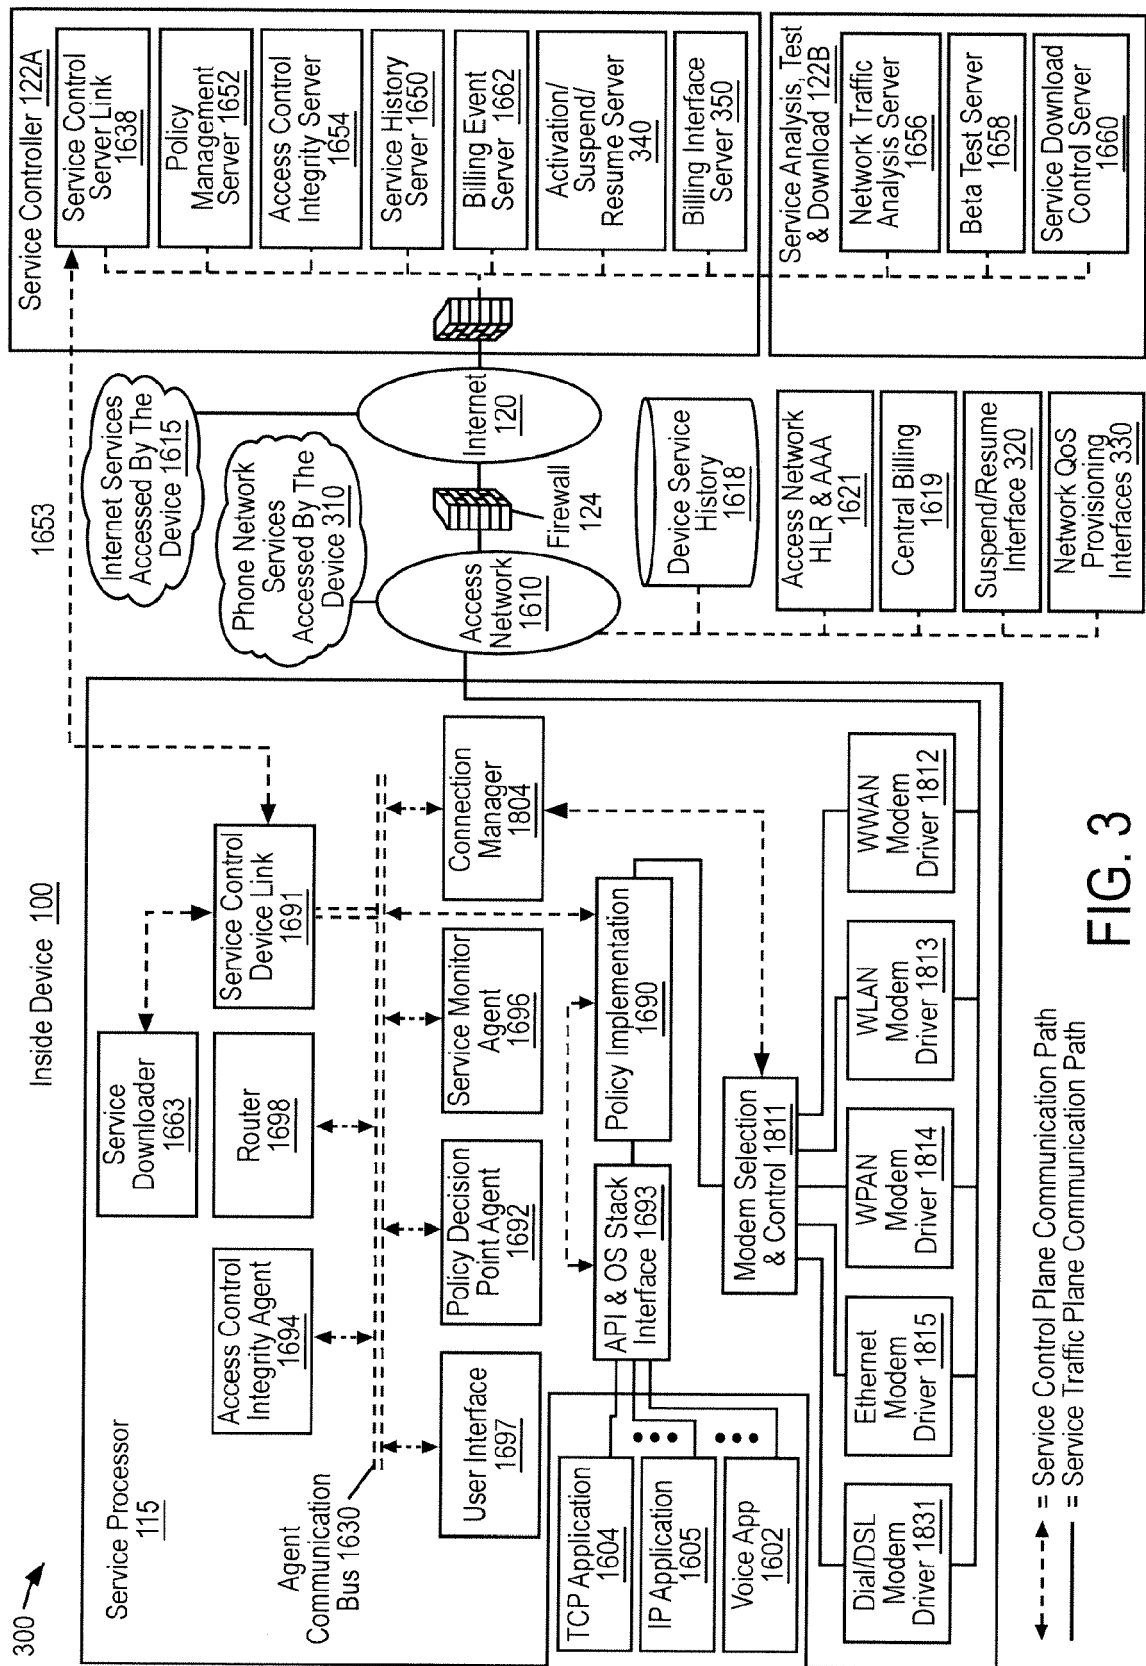 300
Inside Device 100
Service Processor
115
Service
Downloader
1663
Access Control
Integrity Agent
1694
Router
1698
Service Control
Device Link
1691
Agent
Communication
Bus 1630
User Interface
1697
Policy Decision
Point Agent
1692
Service Monitor
Agent
1696
Connection
Manager
1804
TCP Application
1604
IP Application
1605
Voice App
1602
API & OS Stack
Interface 1693
Policy Implementation
1690
Modem Selection
& Control 1811
Dial/DSL
Modem
Driver 1831
Ethernet
Modem
Driver 1815
WPAN
Modem
Driver 1814
WLAN
Modem
Driver 1813
WWAN
Modem
Driver 1812
1653
Internet Services
Accessed By The
Device 1615
Phone Network
Services
Accessed By The
Device 310
Access
Network
1610
Firewall
124
Internet
120
Device Service
History
1618
Access Network
HLR & AAA
1621
Central Billing
1619
Suspend/Resume
Interface 320
Network QoS
Provisioning
Interfaces 330
Service Controller 122A
Service Control
Server Link
1638
Policy
Management
Server 1652
Access Control
Integrity Server
1654
Service History
Server 1650
Billing Event
Server 1662
Activation/
Suspend/
Resume Server
340
Billing Interface
Server 350
Service Analysis, Test
& Download 122B
Network Traffic
Analysis Server
1656
Beta Test Server
1658
Service Download
Control Server
1660
= Service Control Plane Communication Path
= Service Traffic Plane Communication Path
FIG. 3